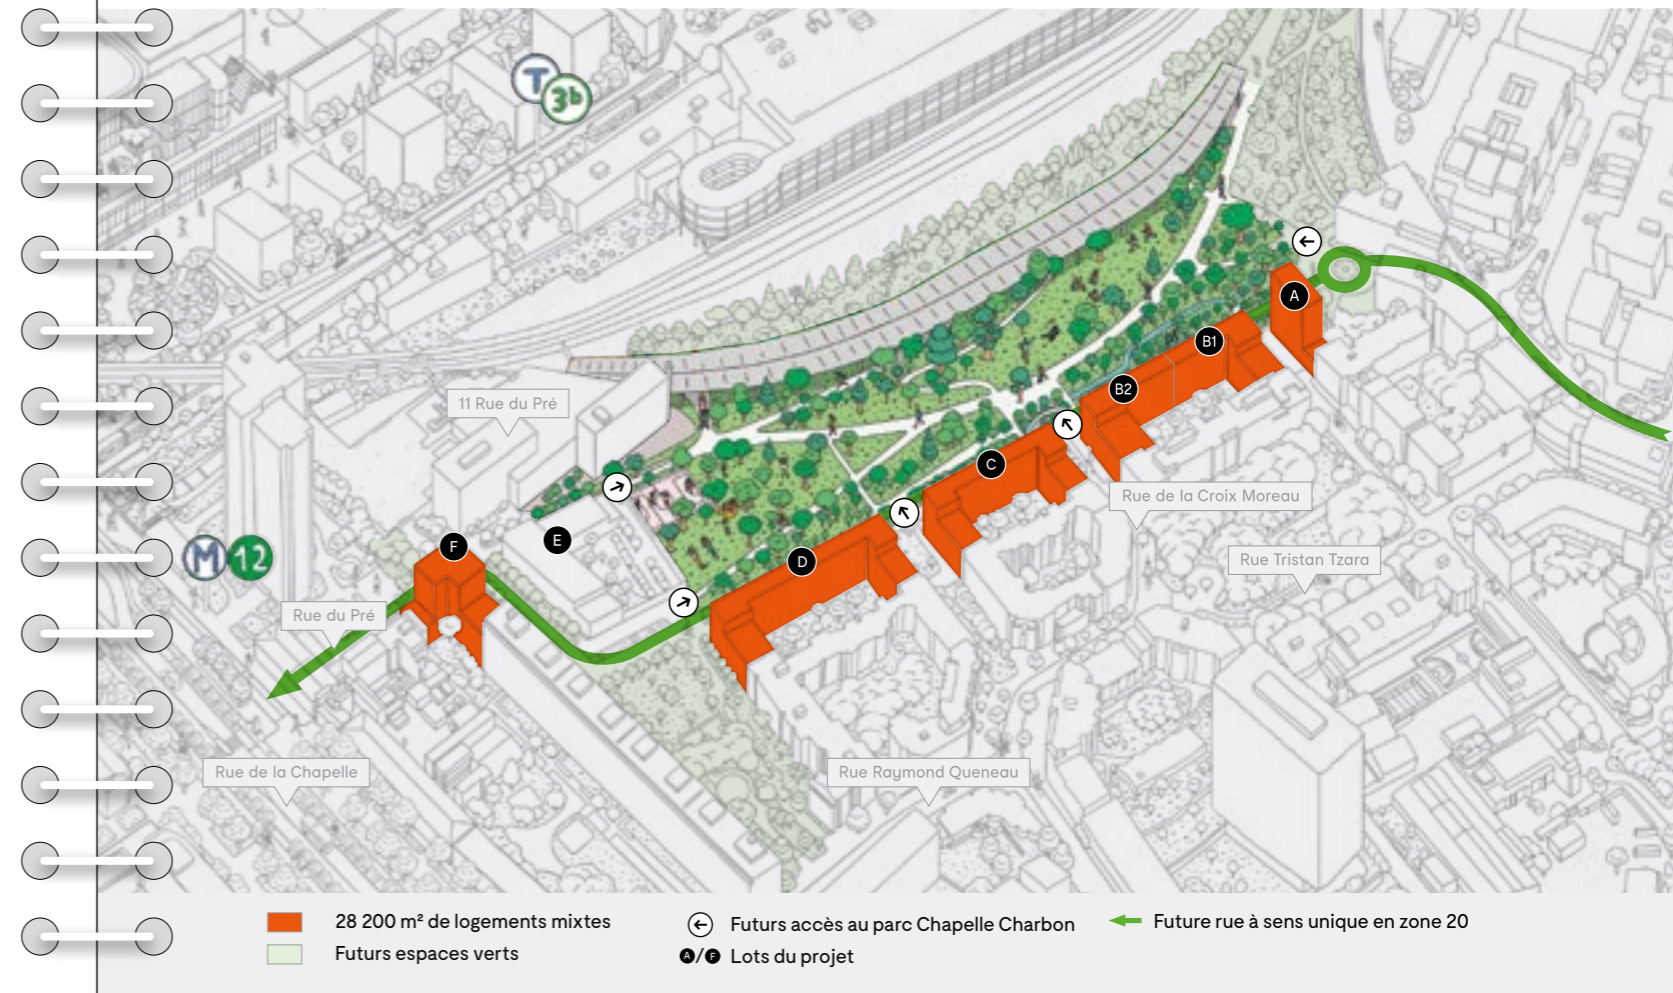 T
3b
A
B1
11 Rue du Pré
B2
C
Rue de la Croix Moreau
E
F
M 12
D
Rue Tristan Tzara
Rue du Pré
Rue de la Chapelle
Rue Raymond Queneau
28 200 m² de logements mixtes
Futurs accès au parc Chapelle Charbon
Future rue à sens unique en zone 20
Futurs espaces verts
A/F Lots du projet